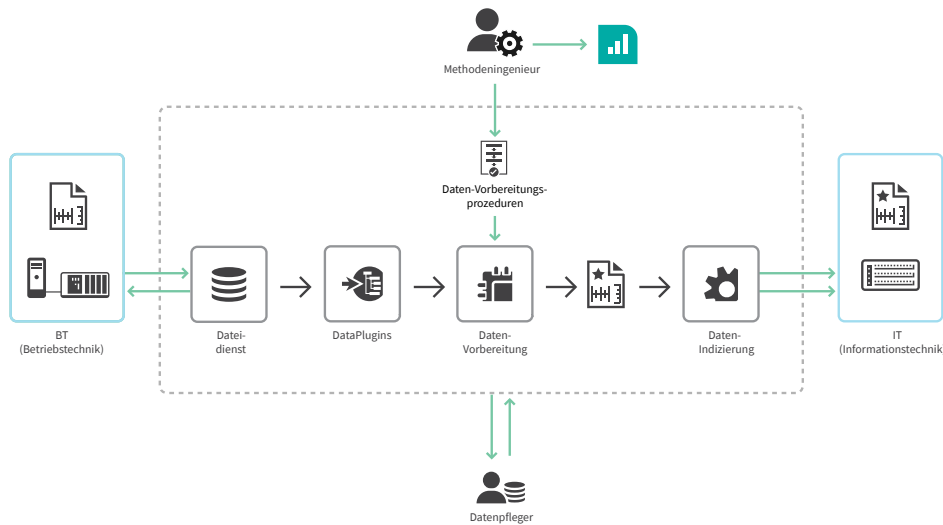 Methodeningenieur
Daten-Vorbereitungs-
prozeduren
BT
(Betriebstechnik)
Datei-
dienst
DataPlugins
Daten-
Vorbereitung
Daten-
Indizierung
IT
(Informationstechnik
Datenpfleger